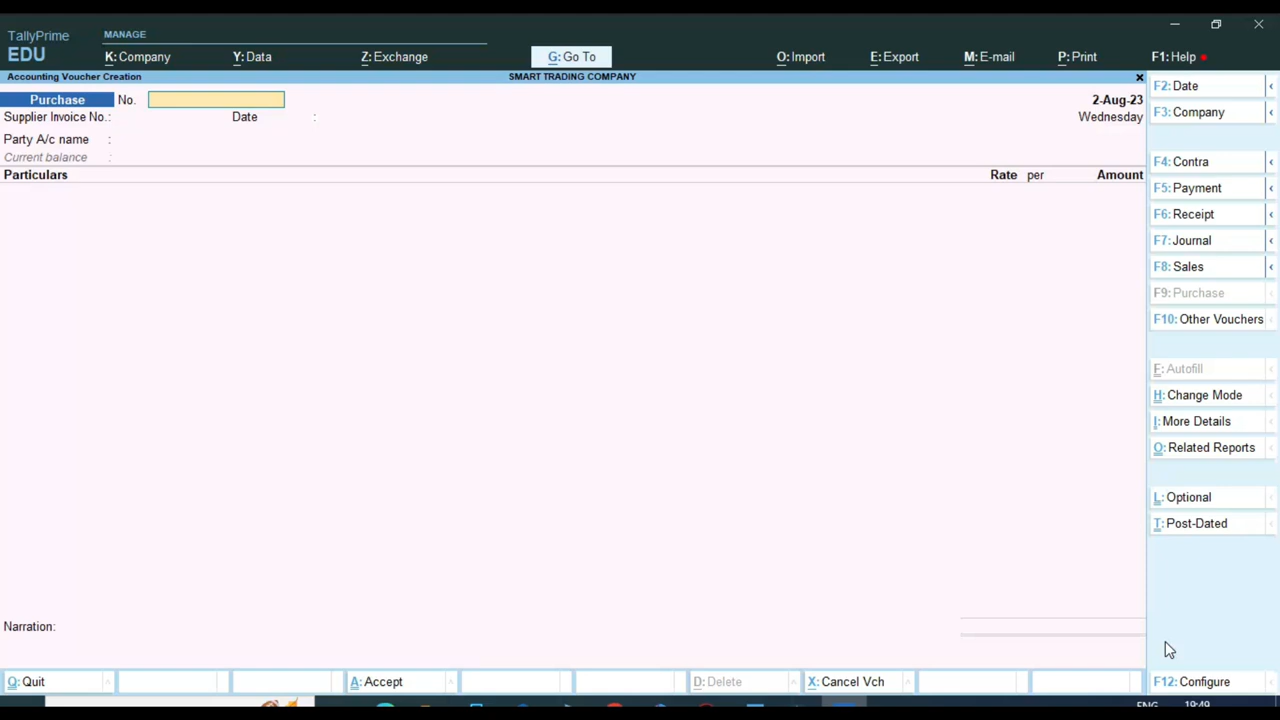 TallyPrime
EDU
MANAGE
K: Company
Y: Data
Z: Exchange
G: Go To
O: Import
E: Export
M: E-mail
P: Print
F1: Help
Accounting Voucher Creation
SMART TRADING COMPANY
×
Purchase No.
2-Aug-23
Supplier Invoice No.:
Date :
Wednesday
Party A/c name :
Current balance :
Particulars
Rate per
Amount
Narration:
F2: Date
F3: Company
F4: Contra
F5: Payment
F6: Receipt
F7: Journal
F8: Sales
F9: Purchase
F10: Other Vouchers
F: Autofill
H: Change Mode
I: More Details
O: Related Reports
L: Optional
T: Post-Dated
F12: Configure
Q: Quit
A: Accept
D: Delete
X: Cancel Vch
ENG
19:49